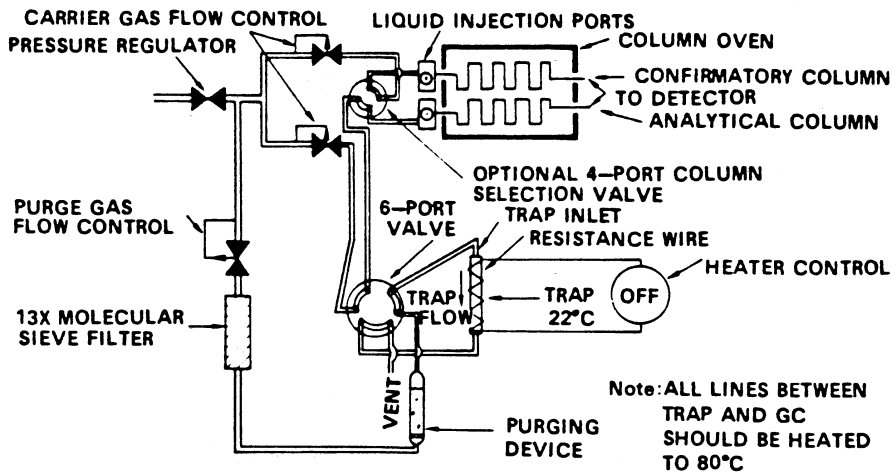 CARRIER GAS FLOW CONTROL
PRESSURE REGULATOR
LIQUID INJECTION PORTS
COLUMN OVEN
CONFIRMATORY COLUMN
TO DETECTOR
ANALYTICAL COLUMN
OPTIONAL 4-PORT COLUMN
SELECTION VALVE
PURGE GAS
FLOW CONTROL
6-PORT
VALVE
TRAP INLET
RESISTANCE WIRE
HEATER CONTROL
TRAP
FLOW
TRAP
22°C
OFF
13X MOLECULAR
SIEVE FILTER
VENT
PURGING
DEVICE
Note: ALL LINES BETWEEN
TRAP AND GC
SHOULD BE HEATED
TO 80°C